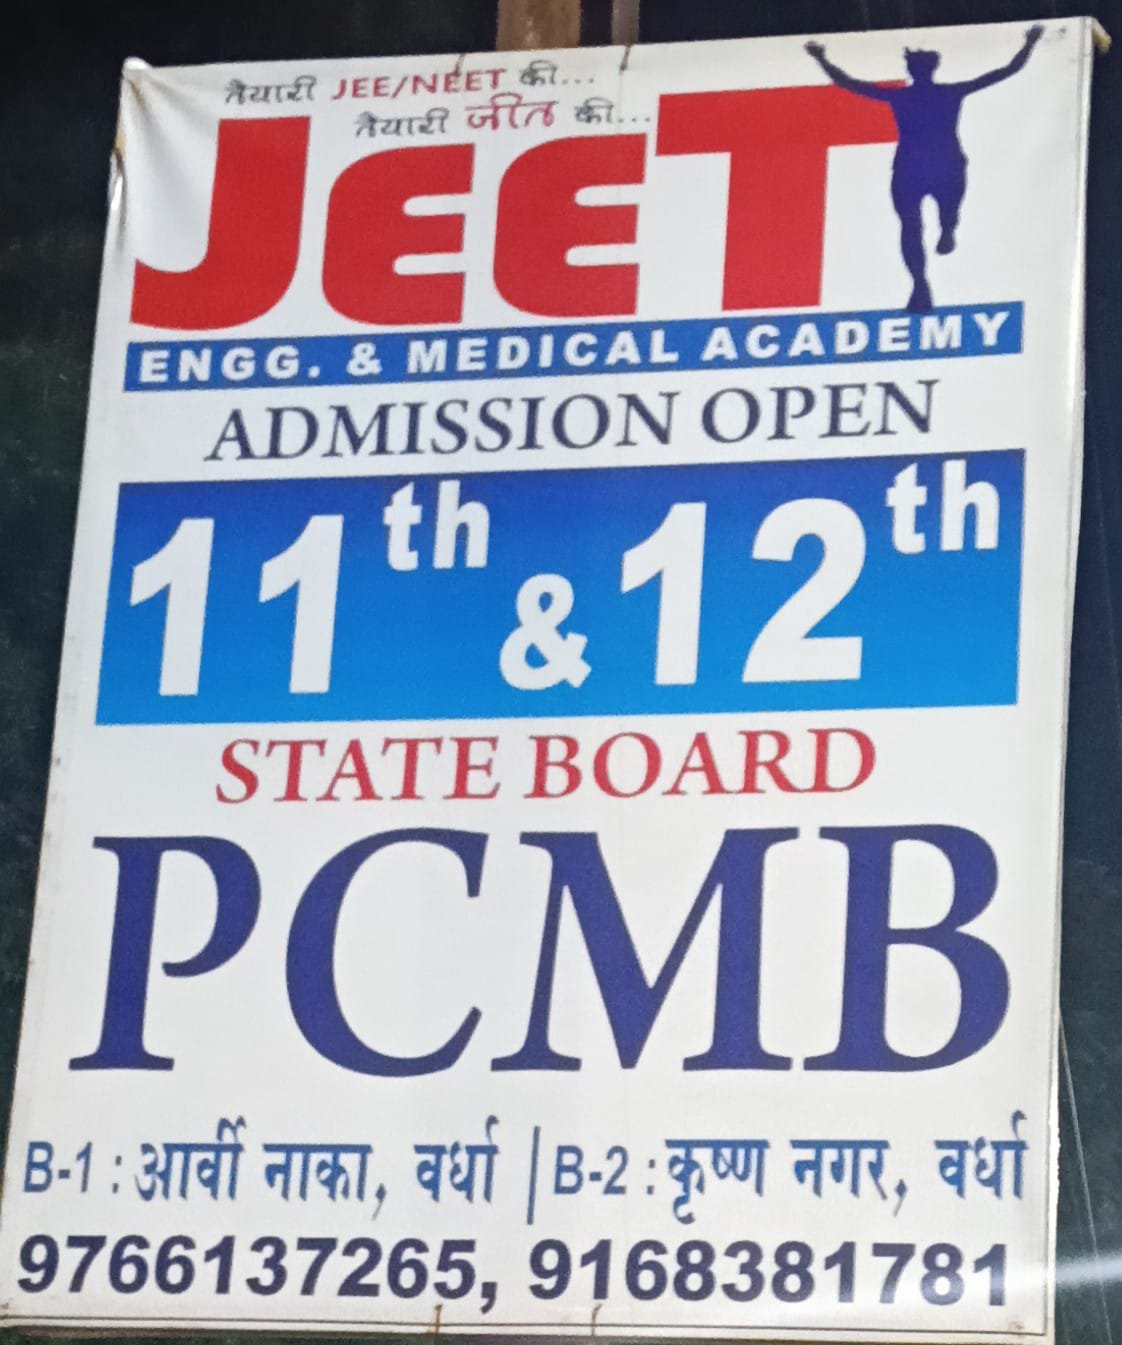 तैयारी JEE/NEET की...
तैयारी जीत की...
JEET
ENGG. & MEDICAL ACADEMY
ADMISSION OPEN
11th & 12th
STATE BOARD
PCMB
B-1 : आर्वी नाका, वर्धा | B-2 : कृष्ण नगर, वर्धा
9766137265, 9168381781